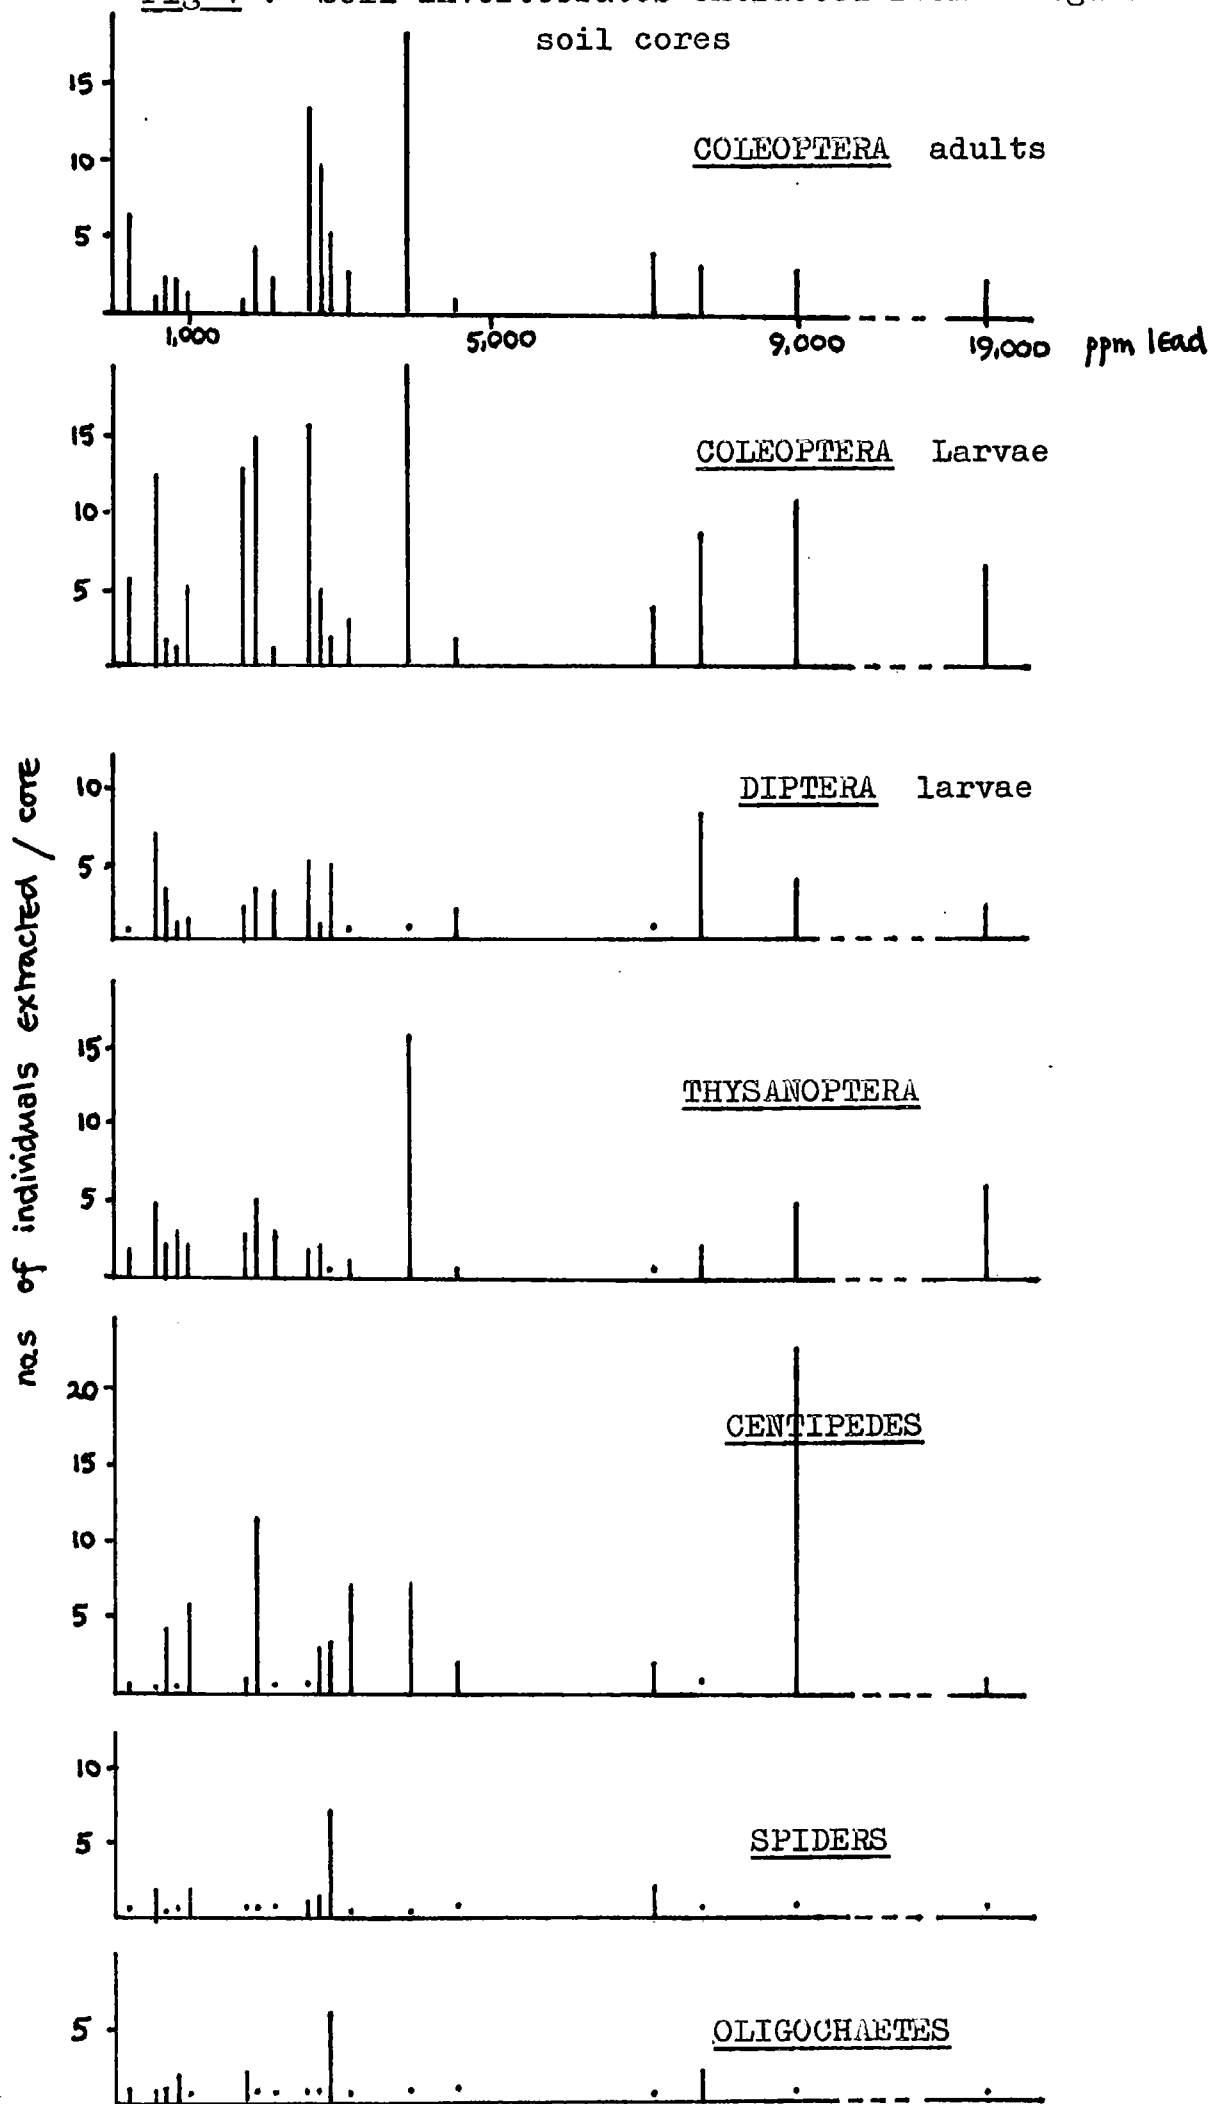 soil cores
15
10
5
COLEOPTERA adults
1,000 5,000 9,000 19,000 ppm lead
15
10
5
COLEOPTERA Larvae
nos of individuals extracted / core
10
5
DIPTERA larvae
15
10
5
THYSANOPTERA
20
15
10
5
CENTIPEDES
10
5
SPIDERS
5
OLIGOCHAETES